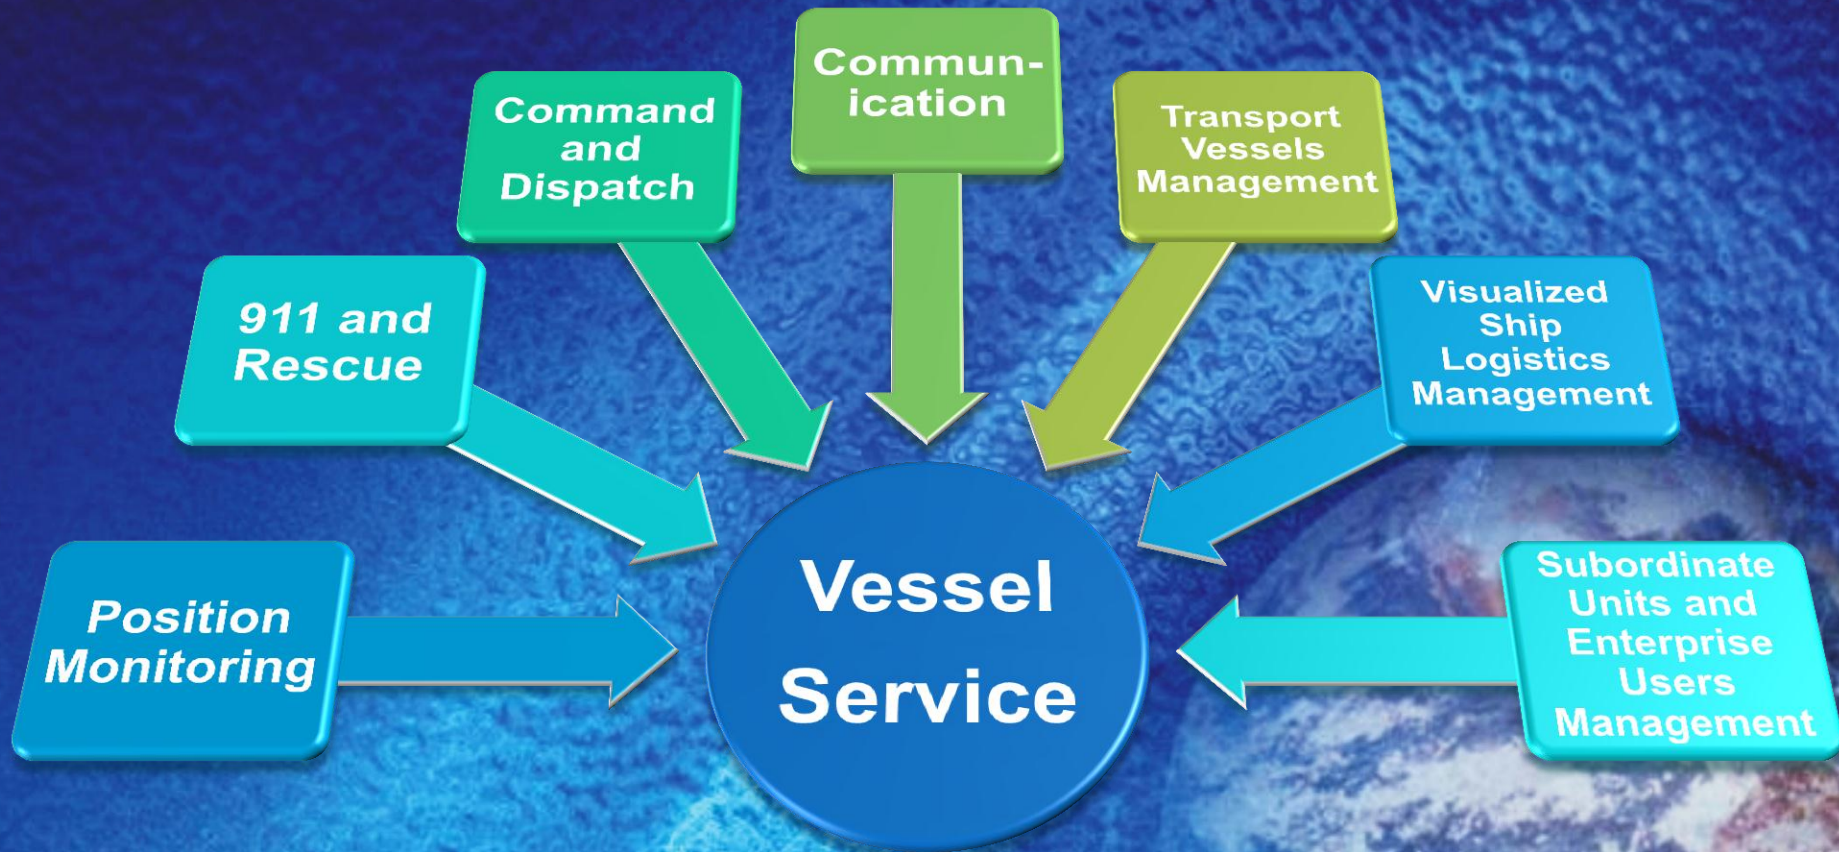 Commun-
ication
Command
and
Dispatch
Transport
Vessels
Management
911 and
Rescue
Visualized
Ship
Logistics
Management
Position
Monitoring
Subordinate
Units and
Enterprise
Users
Management
Vessel
Service